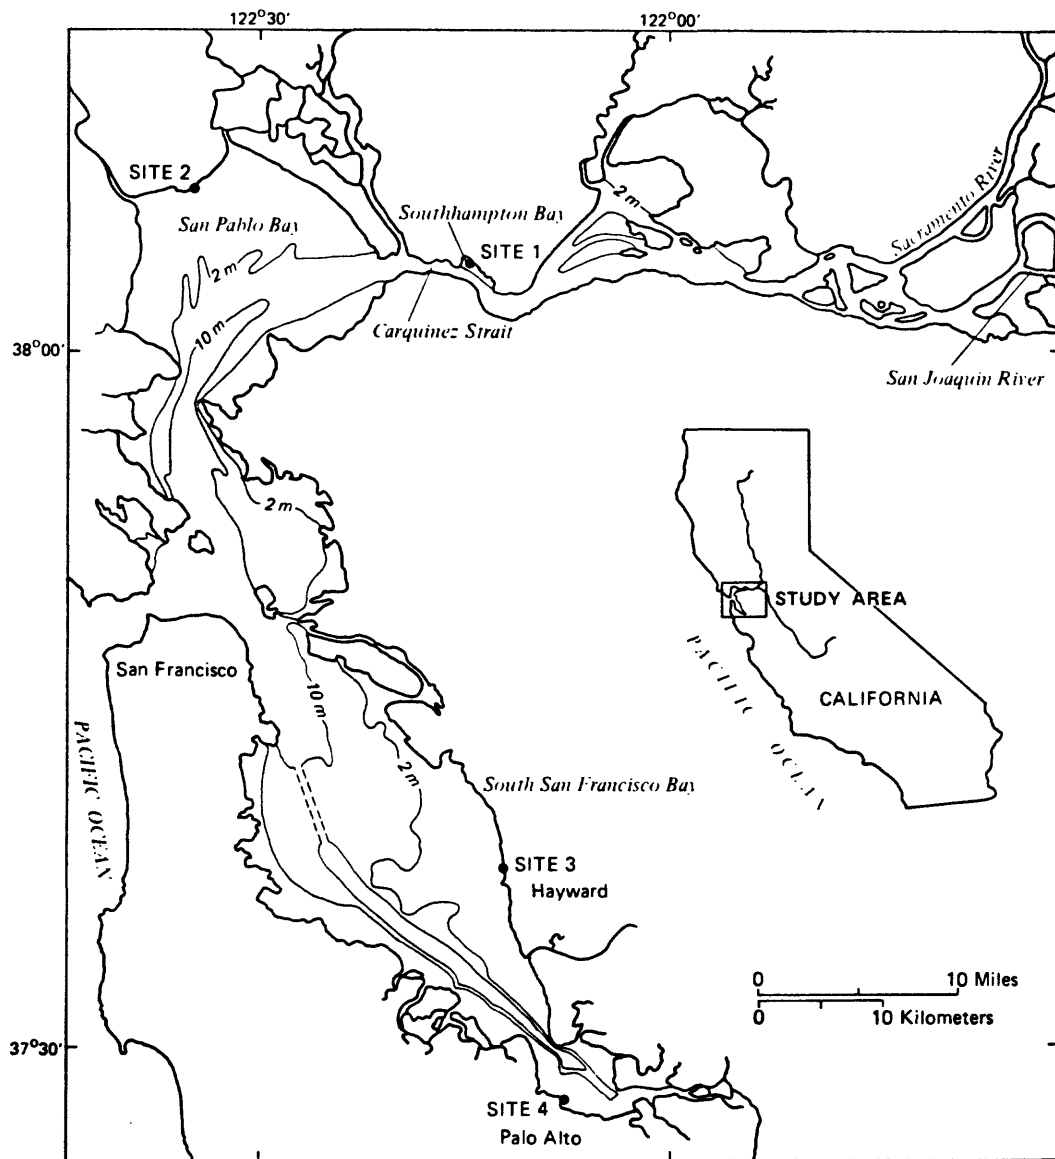 122°30'
122°00'
SITE 2
San Pablo Bay
Southhampton Bay
SITE 1
2 m
Sacramento River
2 m
10 m
Carquinez Strait
38°00'
San Joaquin River
2 m
STUDY AREA
PACIFIC OCEAN
CALIFORNIA
San Francisco
10 m
2 m
PACIFIC OCEAN
South San Francisco Bay
SITE 3
Hayward
0 10 Miles
0 10 Kilometers
37°30'
SITE 4
Palo Alto